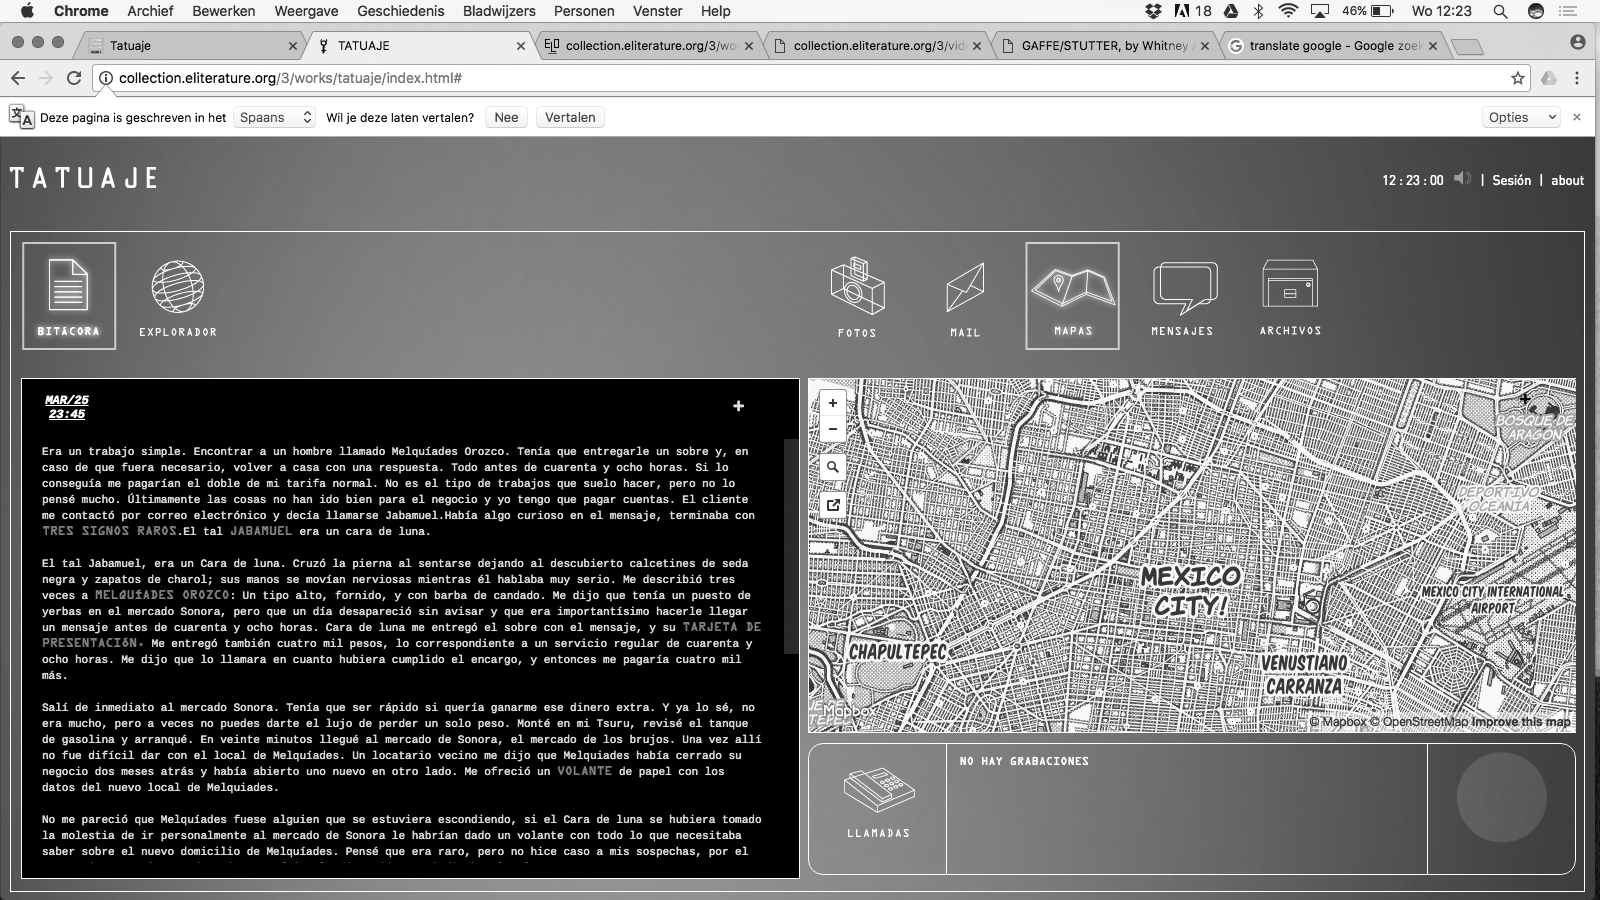 Chrome Archief Bewerken Weergave Geschiedenis Bladwijzers Personen Venster Help 18 46% Wo 12:23
Tatuaje TATUAJE collection.eliterature.org/3/wo collection.eliterature.org/3/vid GAFFE/STUTTER, by Whitney translate google - Google zoek
collection.eliterature.org/3/works/tatuaje/index.html#
Deze pagina is geschreven in het Spaans Wil je deze laten vertalen? Nee Vertalen Opties
TATUAJE
12 : 23 : 00 | Sesión | about
BITÁCORA EXPLORADOR FOTOS MAIL MAPAS MENSAJES ARCHIVOS
MAR/25
23:45
Era un trabajo simple. Encontrar a un hombre llamado Melquíades Orozco. Tenía que entregarle un sobre y, en
caso de que fuera necesario, volver a casa con una respuesta. Todo antes de cuarenta y ocho horas. Si lo
conseguía me pagarían el doble de mi tarifa normal. No es el tipo de trabajos que suelo hacer, pero no lo
pensé mucho. Últimamente las cosas no han ido bien para el negocio y yo tengo que pagar cuentas. El cliente
me contactó por correo electrónico y decía llamarse Jabamuel.Había algo curioso en el mensaje, terminaba con
TRES SIGNOS RAROS.El tal JABAMUEL era un cara de luna.
El tal Jabamuel, era un Cara de luna. Cruzó la pierna al sentarse dejando al descubierto calcetines de seda
negra y zapatos de charol; sus manos se movían nerviosas mientras él hablaba muy serio. Me describió tres
veces a MELQUÍADES OROZCO: Un tipo alto, fornido, y con barba de candado. Me dijo que tenía un puesto de
yerbas en el mercado Sonora, pero que un día desapareció sin avisar y que era importantísimo hacerle llegar
un mensaje antes de cuarenta y ocho horas. Cara de luna me entregó el sobre con el mensaje, y su TARJETA DE
PRESENTACIÓN. Me entregó también cuatro mil pesos, lo correspondiente a un servicio regular de cuarenta y
ocho horas. Me dijo que lo llamara en cuanto hubiera cumplido el encargo, y entonces me pagaría cuatro mil
más.
Salí de inmediato al mercado Sonora. Tenía que ser rápido si quería ganarme ese dinero extra. Y ya lo sé, no
era mucho, pero a veces no puedes darte el lujo de perder un solo peso. Monté en mi Tsuru, revisé el tanque
de gasolina y arranqué. En veinte minutos llegué al mercado de Sonora, el mercado de los brujos. Una vez allí
no fue difícil dar con el local de Melquíades. Un locatario vecino me dijo que Melquiades había cerrado su
negocio dos meses atrás y había abierto uno nuevo en otro lado. Me ofreció un VOLANTE de papel con los
datos del nuevo local de Melquiades.
No me pareció que Melquíades fuese alguien que se estuviera escondiendo, si el Cara de luna se hubiera tomado
la molestia de ir personalmente al mercado de Sonora le habrían dado un volante con todo lo que necesitaba
saber sobre el nuevo domicilio de Melquíades. Pensé que era raro, pero no hice caso a mis sospechas, por el
BOSQUE DE
ARAGÓN
DEPORTIVO
OCEANIA
MEXICO
CITY!
MEXICO CITY INTERNATIONAL
AIRPORT
CHAPULTEPEC
VENUSTIANO
CARRANZA
Mapbox
© Mapbox © OpenStreetMap Improve this map
LLAMADAS
NO HAY GRABACIONES